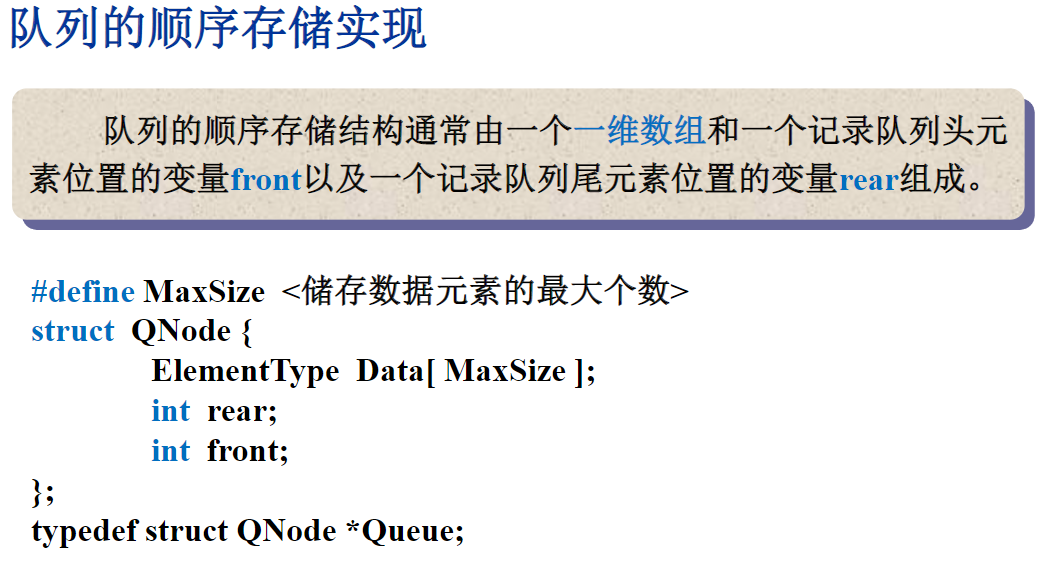 队列的顺序存储实现
队列的顺序存储结构通常由一个一维数组和一个记录队列头元
素位置的变量front以及一个记录队列尾元素位置的变量rear组成。
#define MaxSize <储存数据元素的最大个数>
struct QNode {
ElementType Data[ MaxSize ];
int rear;
int front;
};
typedef struct QNode *Queue;